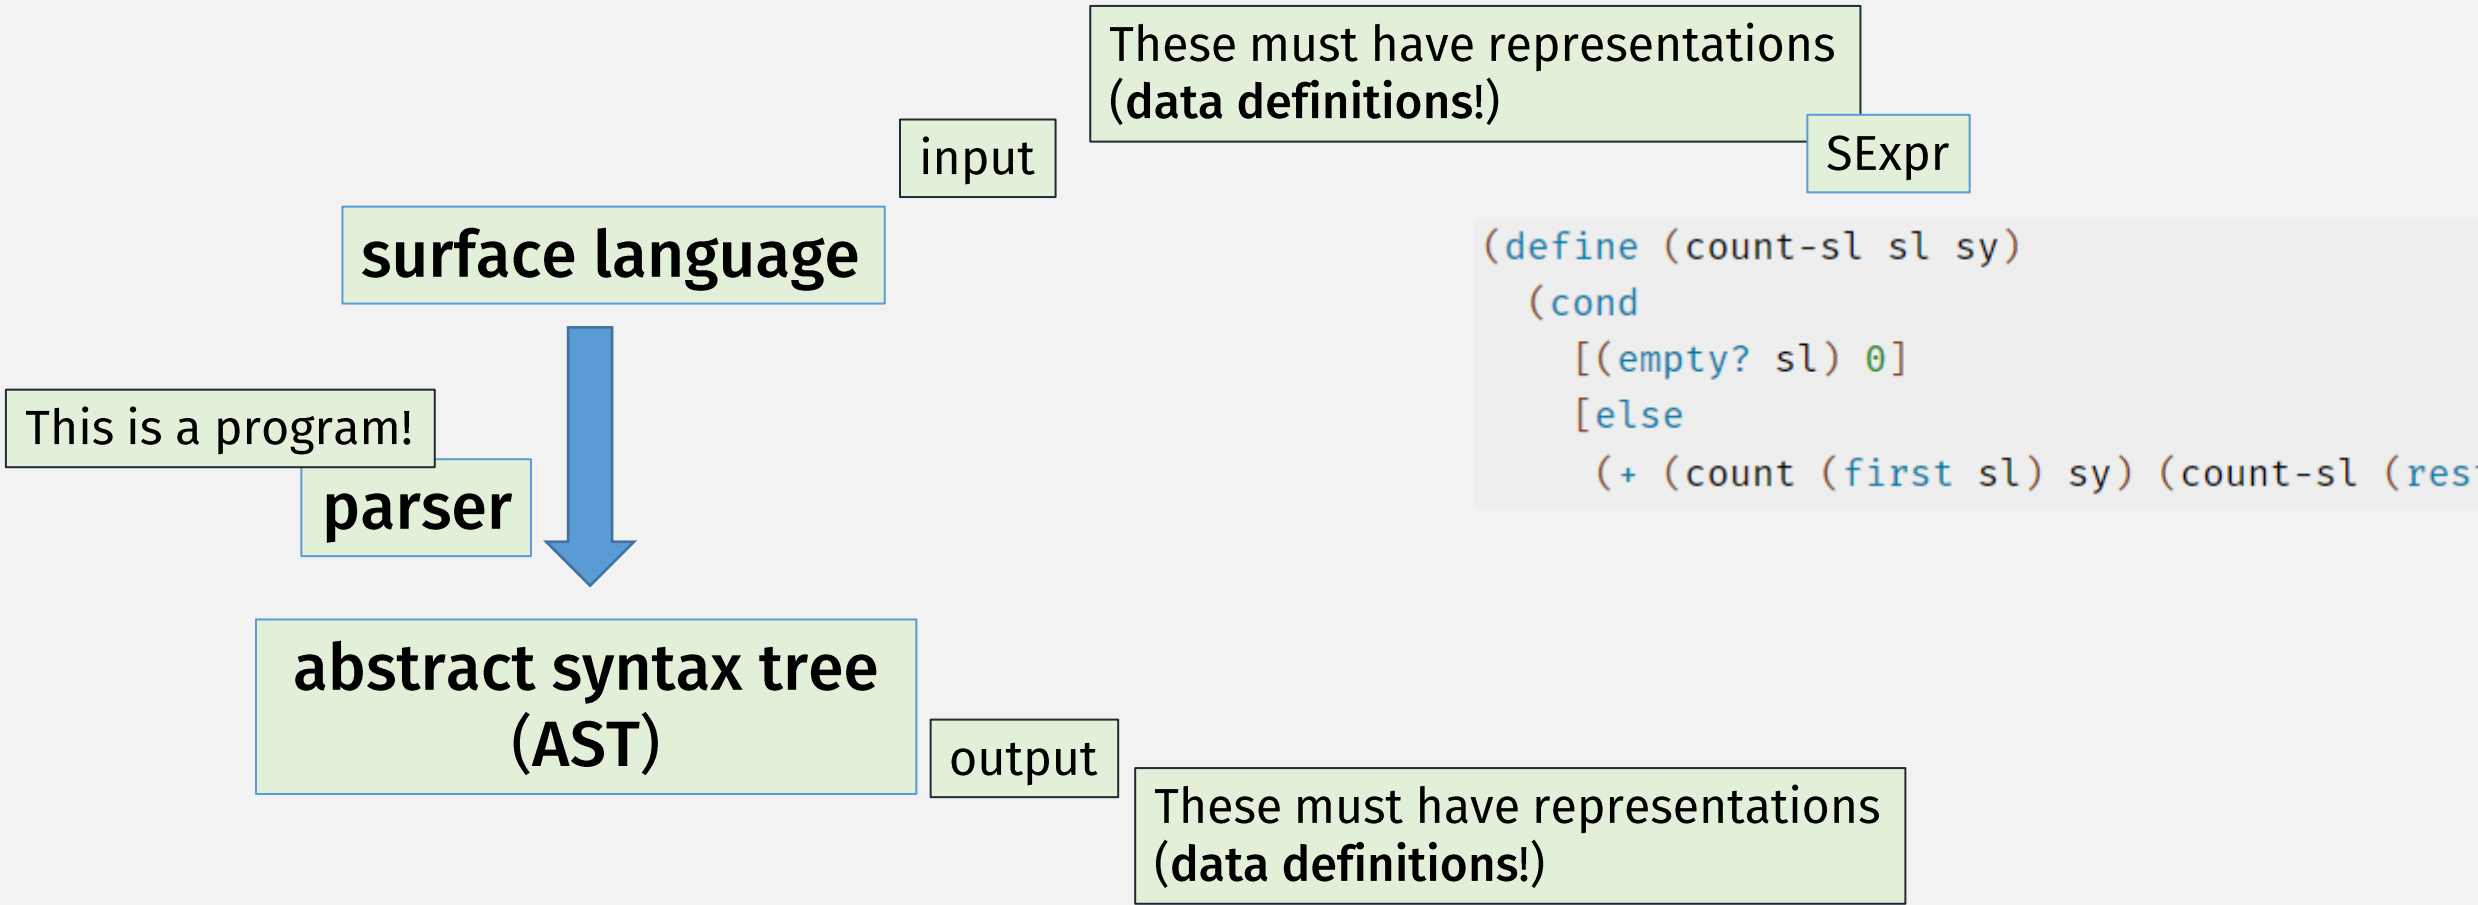 These must have representations
(data definitions!)
input
SExpr
surface language
(define (count-sl sl sy)
(cond
[(empty? sl) 0]
[else
(+ (count (first sl) sy) (count-sl (res
This is a program!
parser
abstract syntax tree
(AST)
output
These must have representations
(data definitions!)